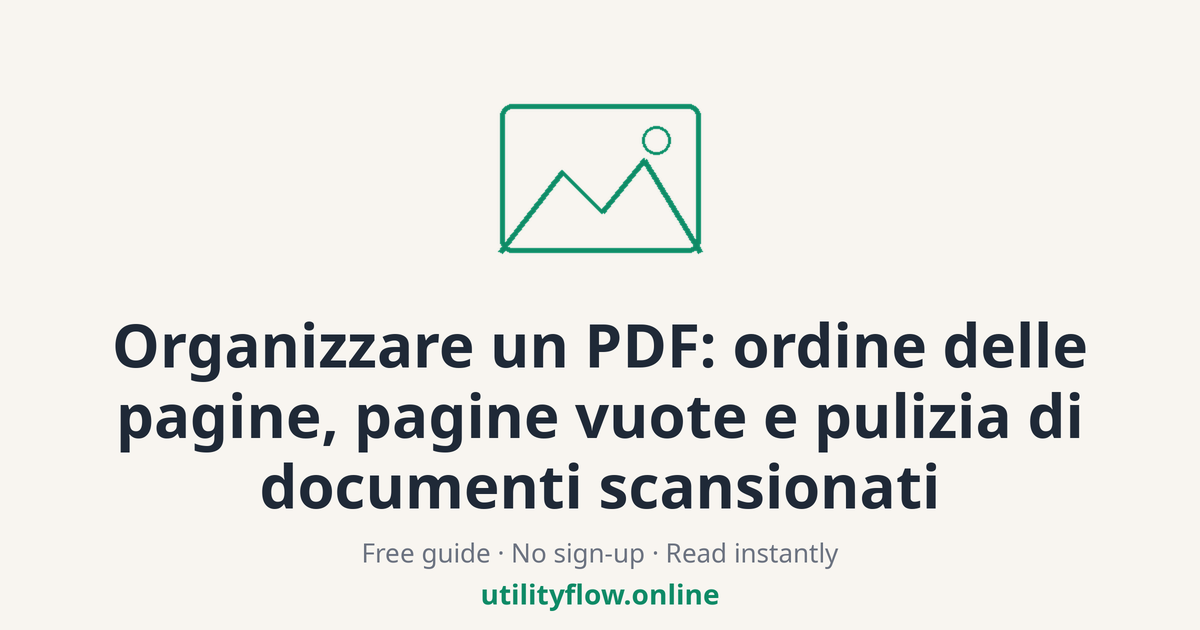 Organizzare un PDF: ordine delle
pagine, pagine vuote e pulizia di
documenti scansionati
Free guide · No sign-up · Read instantly
utilityflow.online